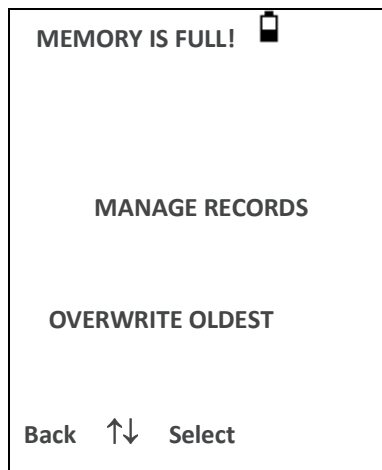 MEMORY IS FULL!
MANAGE RECORDS
OVERWRITE OLDEST
Back ↑↓ Select